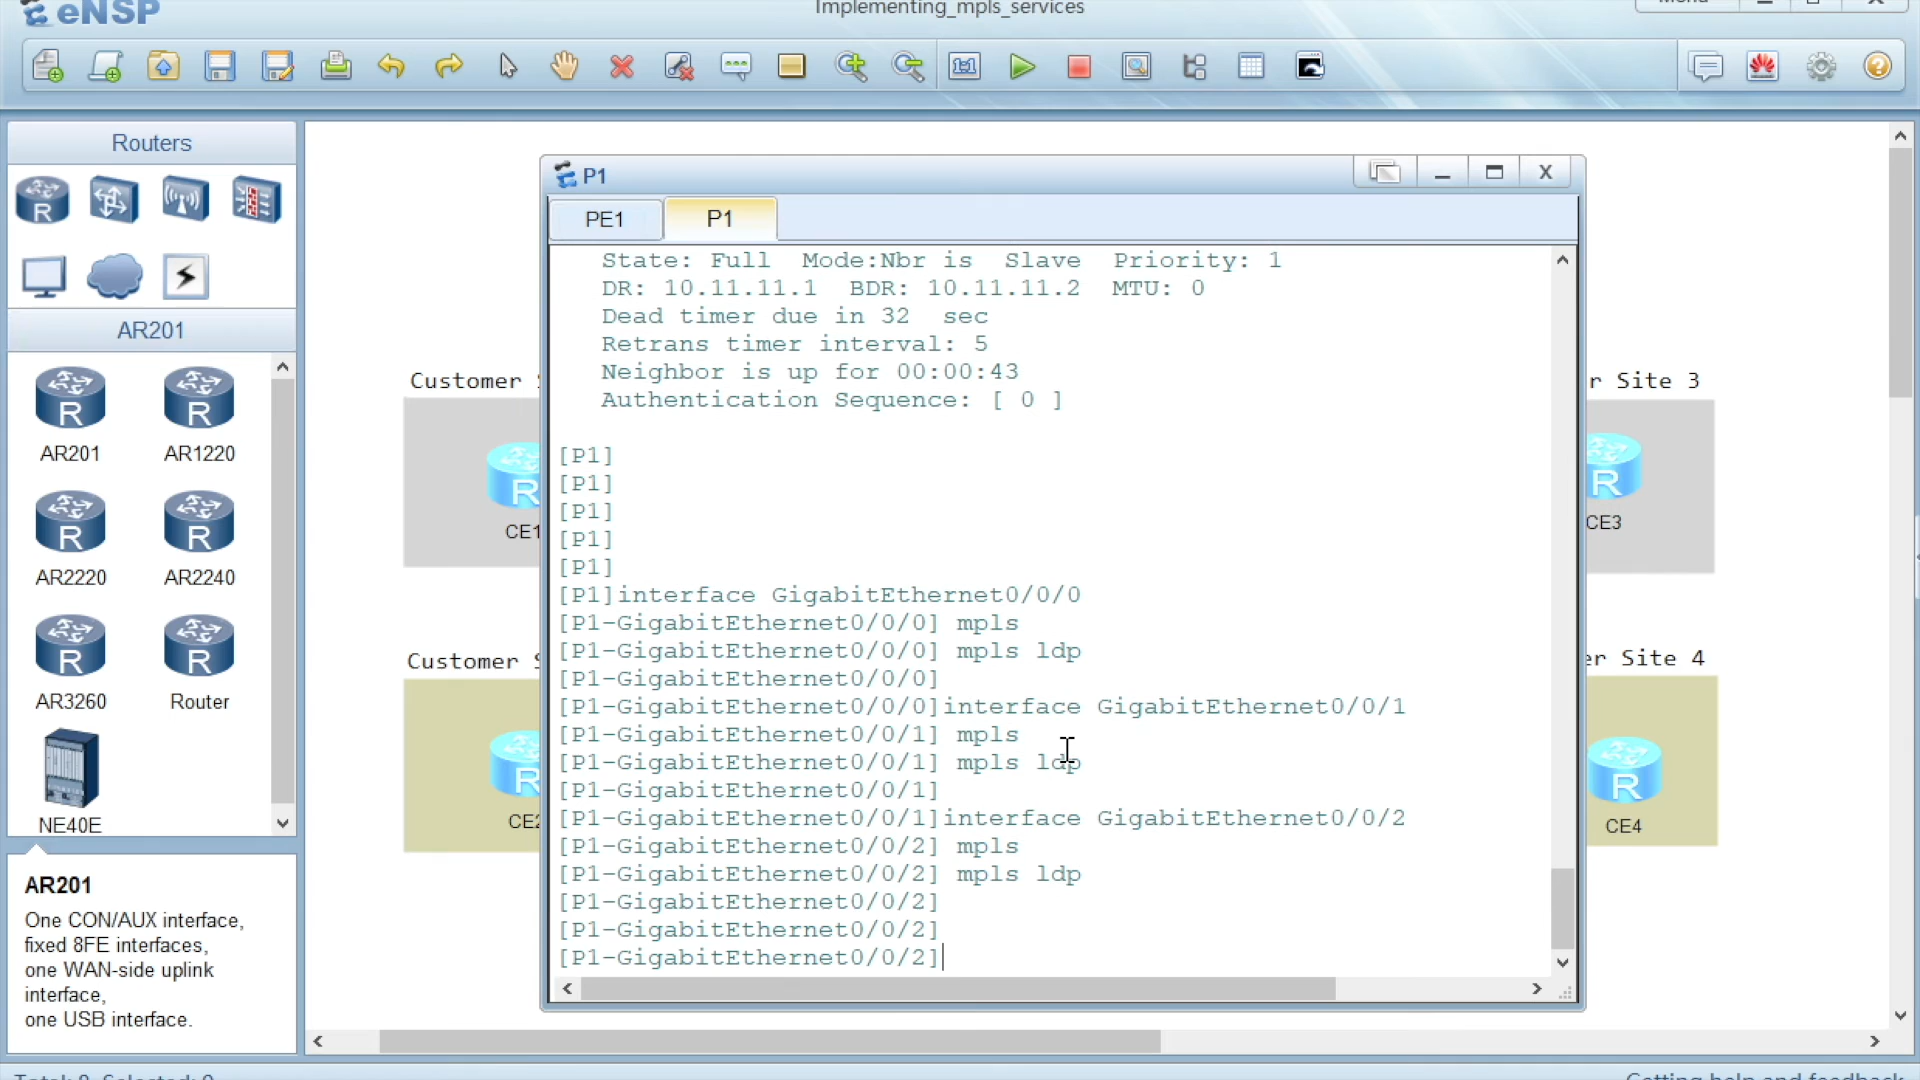 eNSP
Implementing_mpls_services
Menu
Routers
AR201
AR201
AR1220
AR2220
AR2240
AR3260
Router
NE40E
AR201
One CON/AUX interface,
fixed 8FE interfaces,
one WAN-side uplink
interface,
one USB interface.
Customer
CE1
Customer
CE2
r Site 3
CE3
er Site 4
CE4
P1
PE1
P1
State: Full  Mode:Nbr is  Slave  Priority: 1
DR: 10.11.11.1  BDR: 10.11.11.2  MTU: 0
Dead timer due in 32  sec
Retrans timer interval: 5
Neighbor is up for 00:00:43
Authentication Sequence: [ 0 ]
[P1]
[P1]
[P1]
[P1]
[P1]
[P1]interface GigabitEthernet0/0/0
[P1-GigabitEthernet0/0/0] mpls
[P1-GigabitEthernet0/0/0] mpls ldp
[P1-GigabitEthernet0/0/0]
[P1-GigabitEthernet0/0/0]interface GigabitEthernet0/0/1
[P1-GigabitEthernet0/0/1] mpls
[P1-GigabitEthernet0/0/1] mpls ldp
[P1-GigabitEthernet0/0/1]
[P1-GigabitEthernet0/0/1]interface GigabitEthernet0/0/2
[P1-GigabitEthernet0/0/2] mpls
[P1-GigabitEthernet0/0/2] mpls ldp
[P1-GigabitEthernet0/0/2]
[P1-GigabitEthernet0/0/2]
[P1-GigabitEthernet0/0/2]
Getting help and feedback